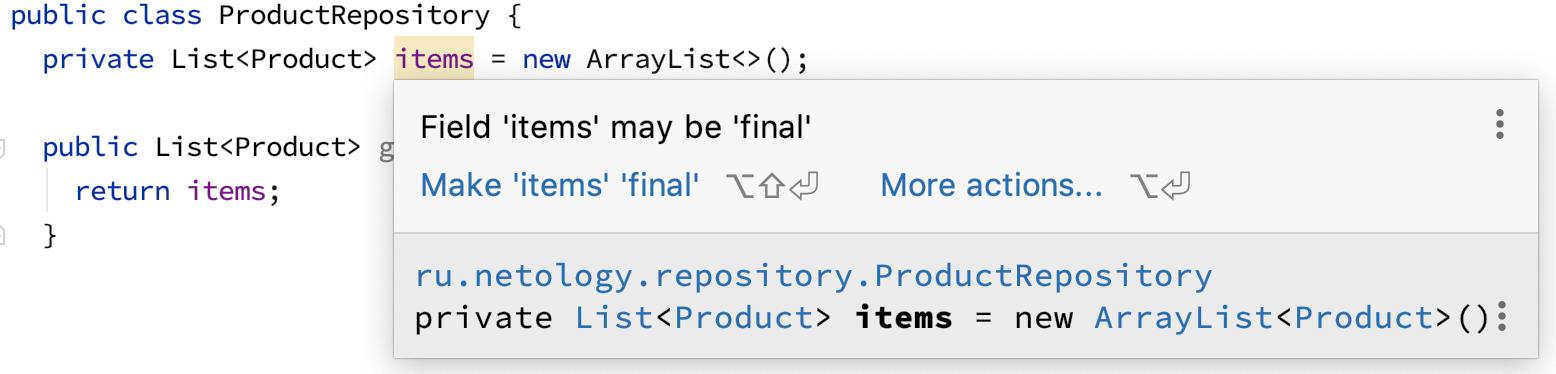 public class ProductRepository {
private List<Product> items = new ArrayList<>();
Field 'items' may be 'final'
public List<Product> g
Make 'items' 'final' ⌥⇧⏎ More actions... ⌥⏎
return items;
}
ru.netology.repository.ProductRepository
private List<Product> items = new ArrayList<Product>()